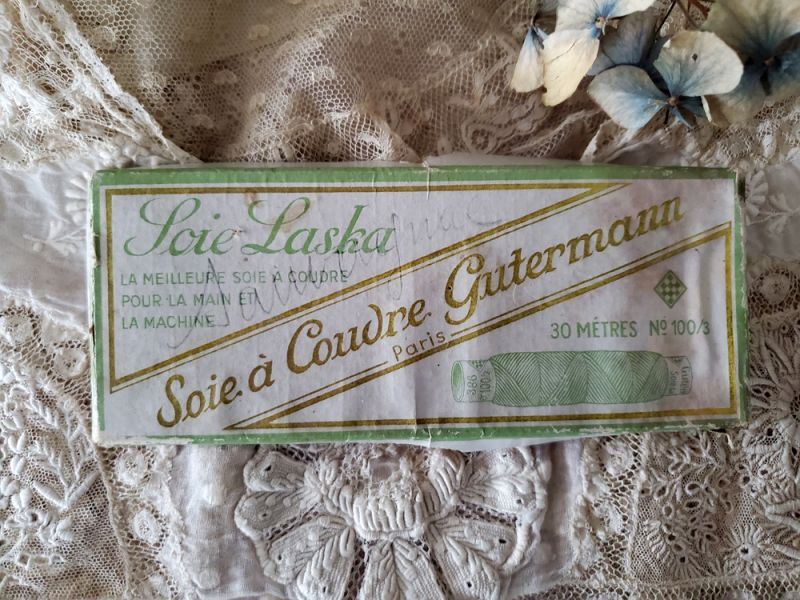 Soie Laska
LA MEILLEURE SOIE À COUDRE
POUR LA MAIN ET
LA MACHINE
Soie à Coudre Gutermann
Paris
30 MÈTRES Nº 100/3